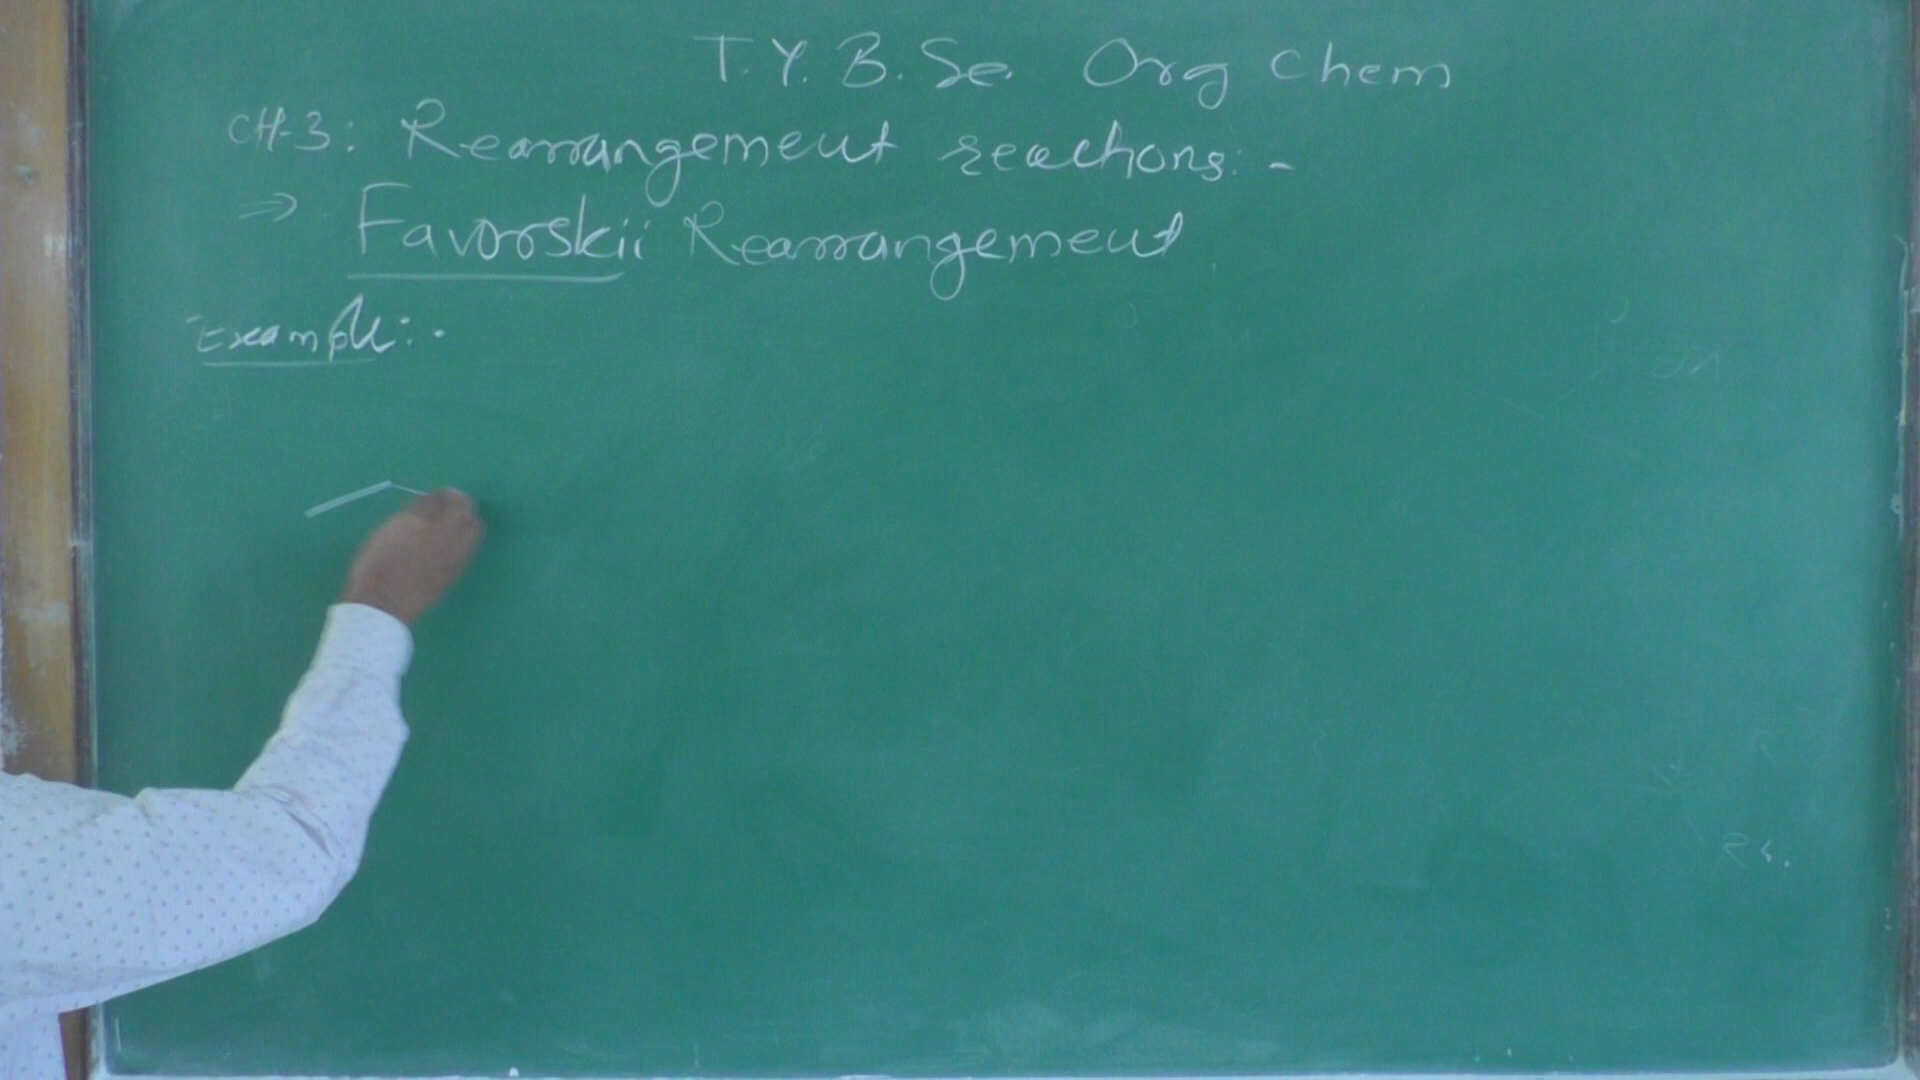 T.Y. B.Sc. Org Chem
CH-3: Rearrangement reactions:-
⇒ Favorskii Rearrangement
Example:-